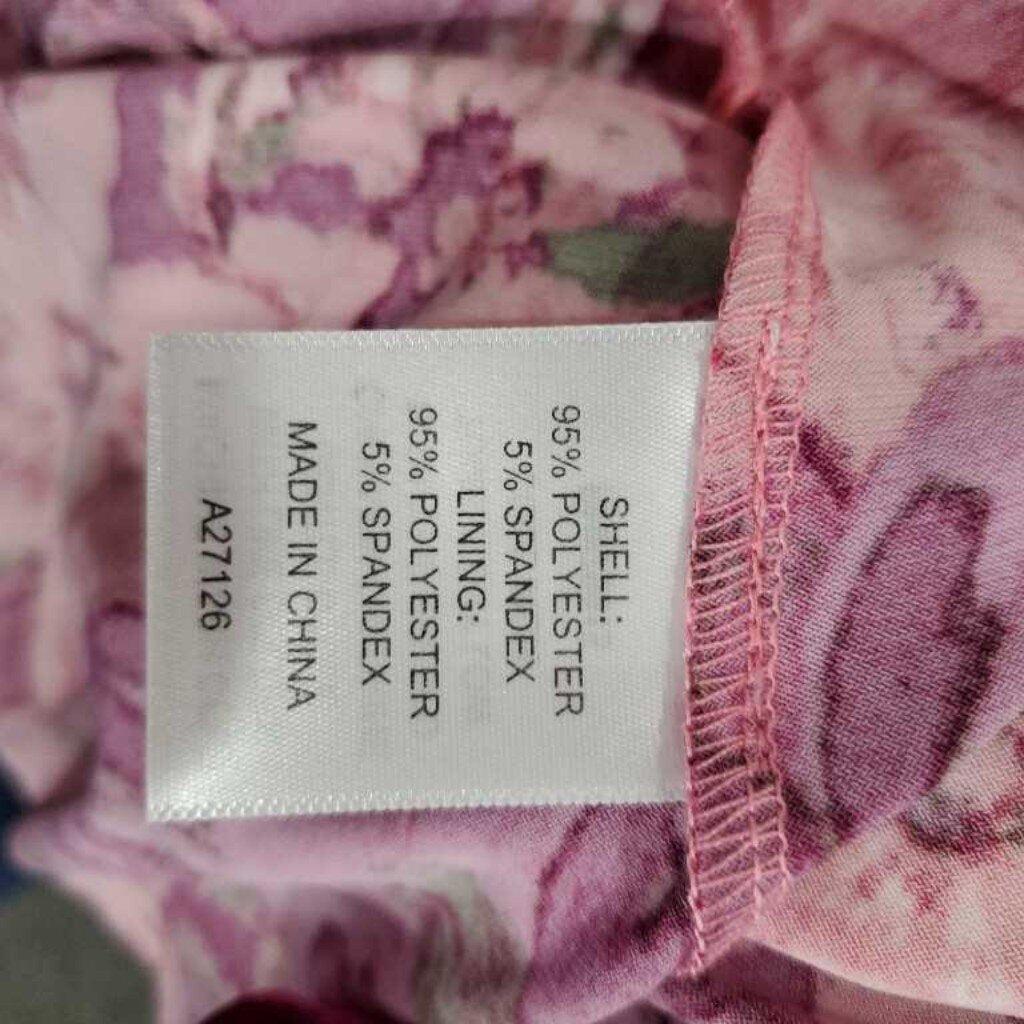 SHELL:
95% POLYESTER
5% SPANDEX
LINING:
95% POLYESTER
5% SPANDEX
MADE IN CHINA
A27126